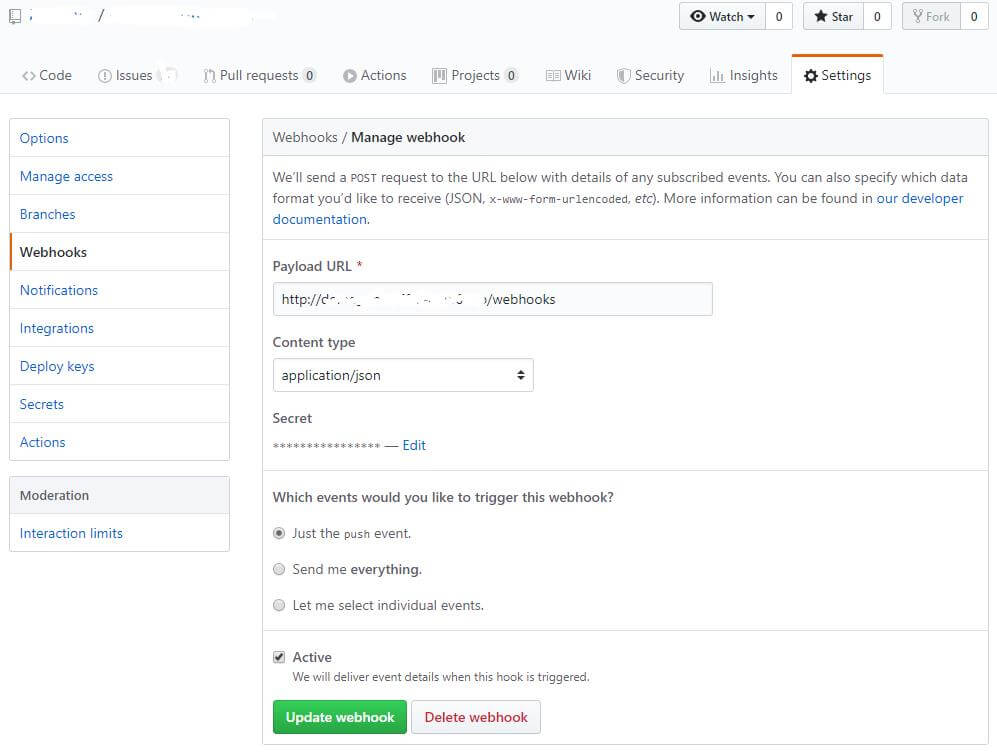 /
Watch 0 Star 0 Fork 0
Code Issues Pull requests 0 Actions Projects 0 Wiki Security Insights Settings
Options
Manage access
Branches
Webhooks
Notifications
Integrations
Deploy keys
Secrets
Actions
Moderation
Interaction limits
Webhooks / Manage webhook
We'll send a POST request to the URL below with details of any subscribed events. You can also specify which data
format you'd like to receive (JSON, x-www-form-urlencoded, etc). More information can be found in our developer
documentation.
Payload URL *
http:// /webhooks
Content type
application/json
Secret
**************** — Edit
Which events would you like to trigger this webhook?
Just the push event.
Send me everything.
Let me select individual events.
Active
We will deliver event details when this hook is triggered.
Update webhook Delete webhook